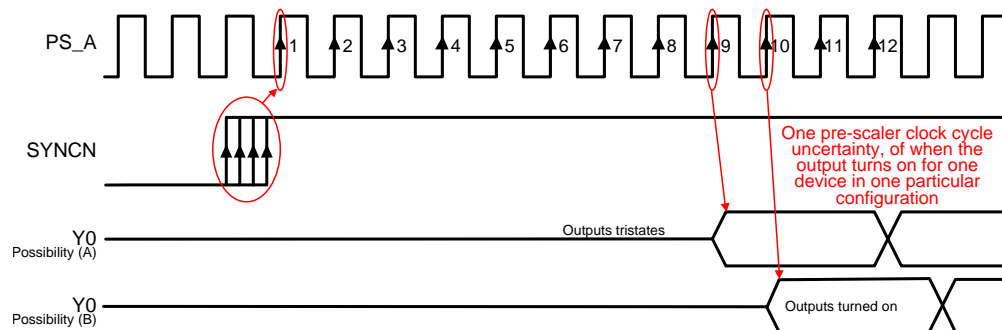 PS_A
1 2 3 4 5 6 7 8 9 10 11 12
SYNCN
One pre-scaler clock cycle
uncertainty, of when the
output turns on for one
device in one particular
configuration
Y0
Possibility (A)
Outputs tristates
Y0
Possibility (B)
Outputs turned on